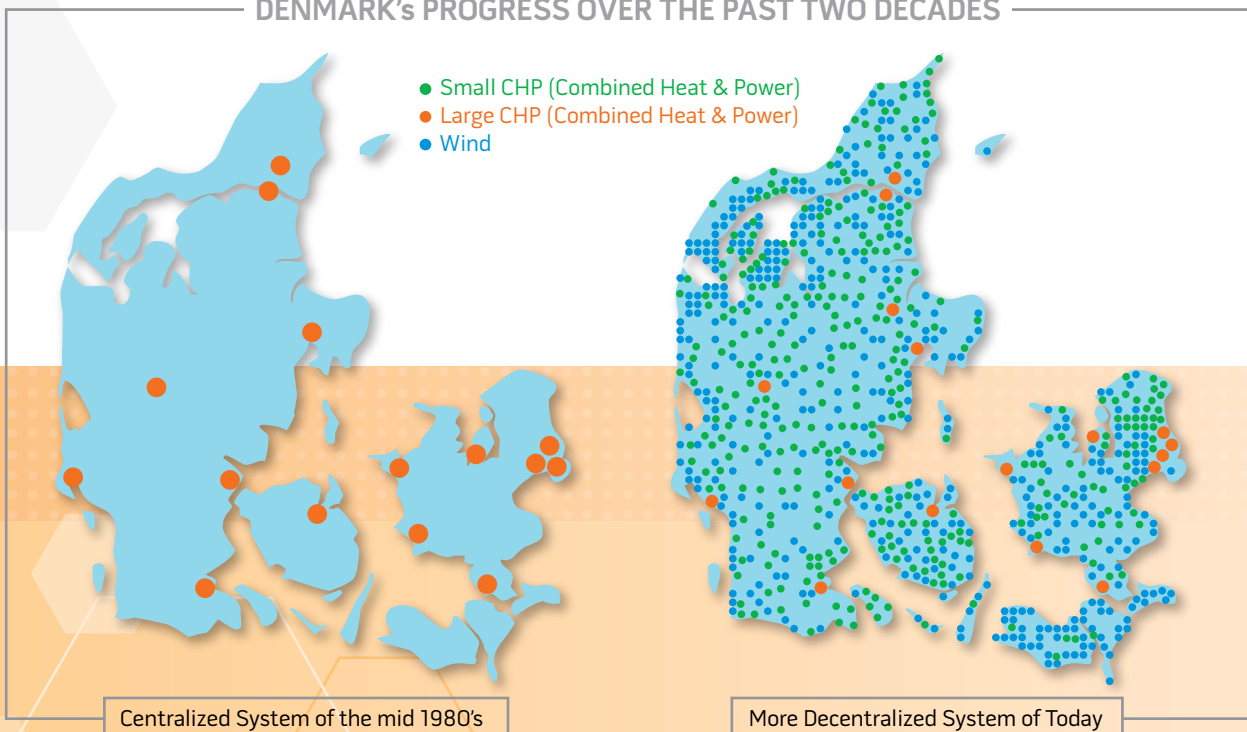 DENMARK's PROGRESS OVER THE PAST TWO DECADES
Small CHP (Combined Heat & Power)
Large CHP (Combined Heat & Power)
Wind
Centralized System of the mid 1980's
More Decentralized System of Today